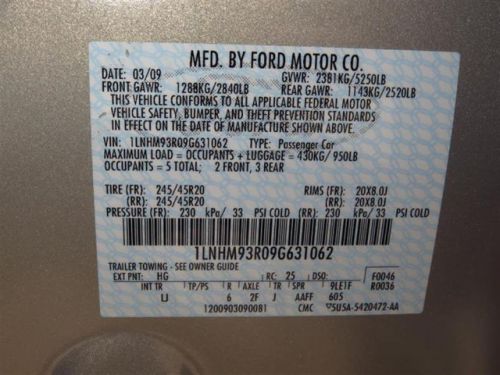 MFD. BY FORD MOTOR CO.
DATE: 03/09 GVWR: 2381KG/5250LB
FRONT GAWR: 1288KG/2840LB REAR GAWR: 1143KG/2520LB
THIS VEHICLE CONFORMS TO ALL APPLICABLE FEDERAL MOTOR
VEHICLE SAFETY, BUMPER, AND THEFT PREVENTION STANDARDS
IN EFFECT ON THE DATE OF MANUFACTURE SHOWN ABOVE.
VIN: 1LNHM93R09G631062 TYPE: Passenger Car
MAXIMUM LOAD = OCCUPANTS + LUGGAGE = 430KG/ 950LB
OCCUPANTS = 5 TOTAL; 2 FRONT, 3 REAR
TIRE (FR): 245/45R20 RIMS (FR): 20X8.0J
(RR): 245/45R20 (RR): 20X8.0J
PRESSURE (FR): 230 kPa/ 33 PSI COLD (RR): 230 kPa/ 33 PSI COLD
1LNHM93R09G631062
TRAILER TOWING - SEE OWNER GUIDE
EXT PNT: HG RC: 25 DSO: F0046
INT TR TP/PS R AXLE TR SPR 9LE1F R0036
LJ 6 2F J AAFF 605
1200903090081 CMC 5U5A-5420472-AA